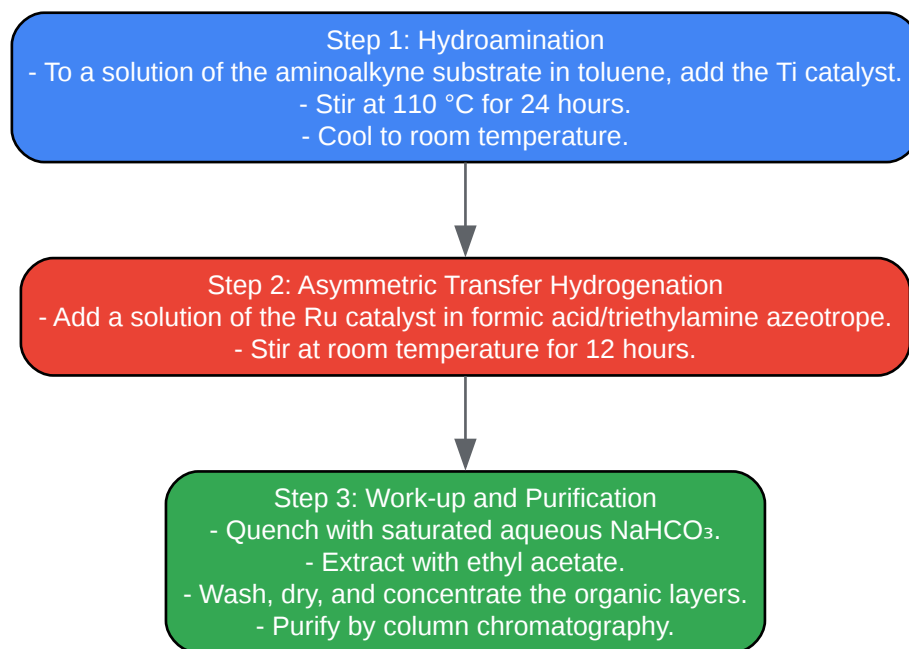 Step 1: Hydroamination
- To a solution of the aminoalkyne substrate in toluene, add the Ti catalyst.
- Stir at 110 °C for 24 hours.
- Cool to room temperature.
Step 2: Asymmetric Transfer Hydrogenation
- Add a solution of the Ru catalyst in formic acid/triethylamine azeotrope.
- Stir at room temperature for 12 hours.
Step 3: Work-up and Purification
- Quench with saturated aqueous NaHCO₃.
- Extract with ethyl acetate.
- Wash, dry, and concentrate the organic layers.
- Purify by column chromatography.